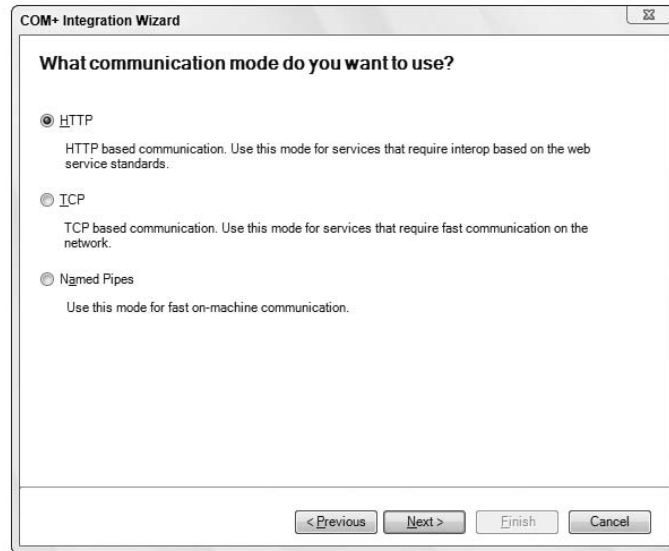 COM+ Integration Wizard
What communication mode do you want to use?
HTTP
HTTP based communication. Use this mode for services that require interop based on the web
service standards.
TCP
TCP based communication. Use this mode for services that require fast communication on the
network.
Named Pipes
Use this mode for fast on-machine communication.
< Previous Next > Finish Cancel